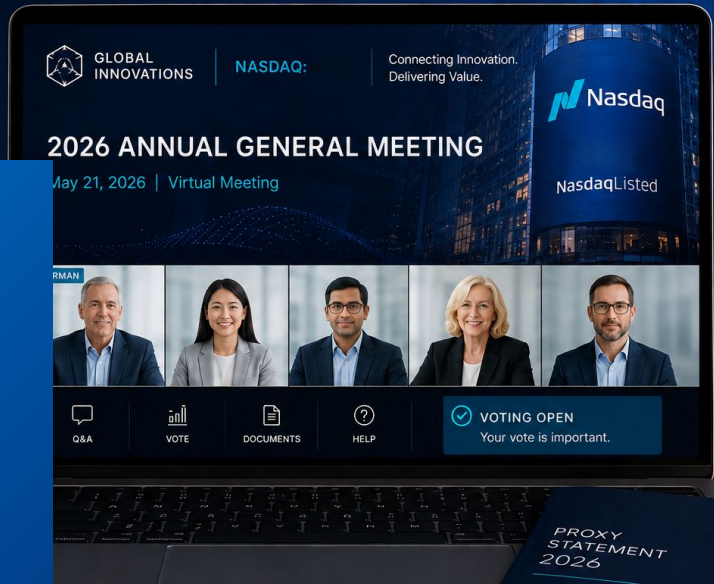 GLOBAL
INNOVATIONS
NASDAQ:
Connecting Innovation.
Delivering Value.
Nasdaq
NasdaqListed
2026 ANNUAL GENERAL MEETING
May 21, 2026 | Virtual Meeting
RMAN
Q&A
VOTE
DOCUMENTS
HELP
VOTING OPEN
Your vote is important.
PROXY
STATEMENT
2026